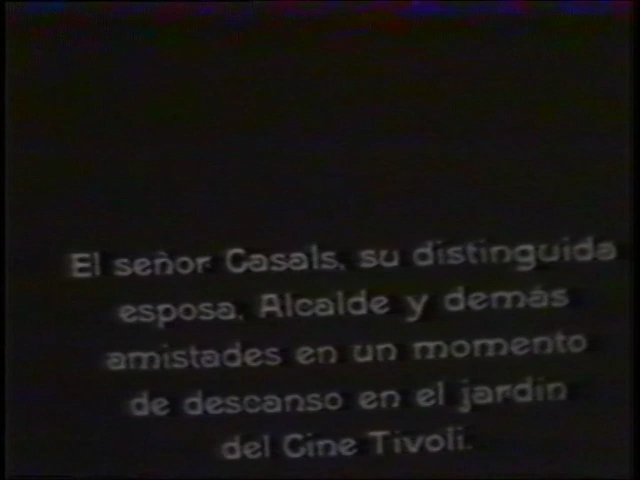 El señor Casals, su distinguida
esposa, Alcalde y demás
amistades en un momento
de descanso en el jardín
del Cine Tivoli.